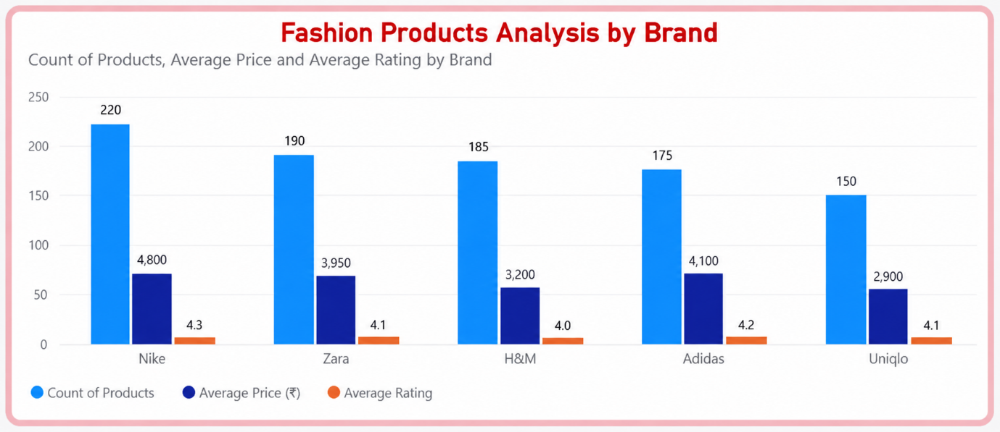 Fashion Products Analysis by Brand
Count of Products, Average Price and Average Rating by Brand
250
200
150
100
50
0
220
4,800
4.3
190
3,950
4.1
185
3,200
4.0
175
4,100
4.2
150
2,900
4.1
Nike
Zara
H&M
Adidas
Uniqlo
Count of Products
Average Price (₹)
Average Rating